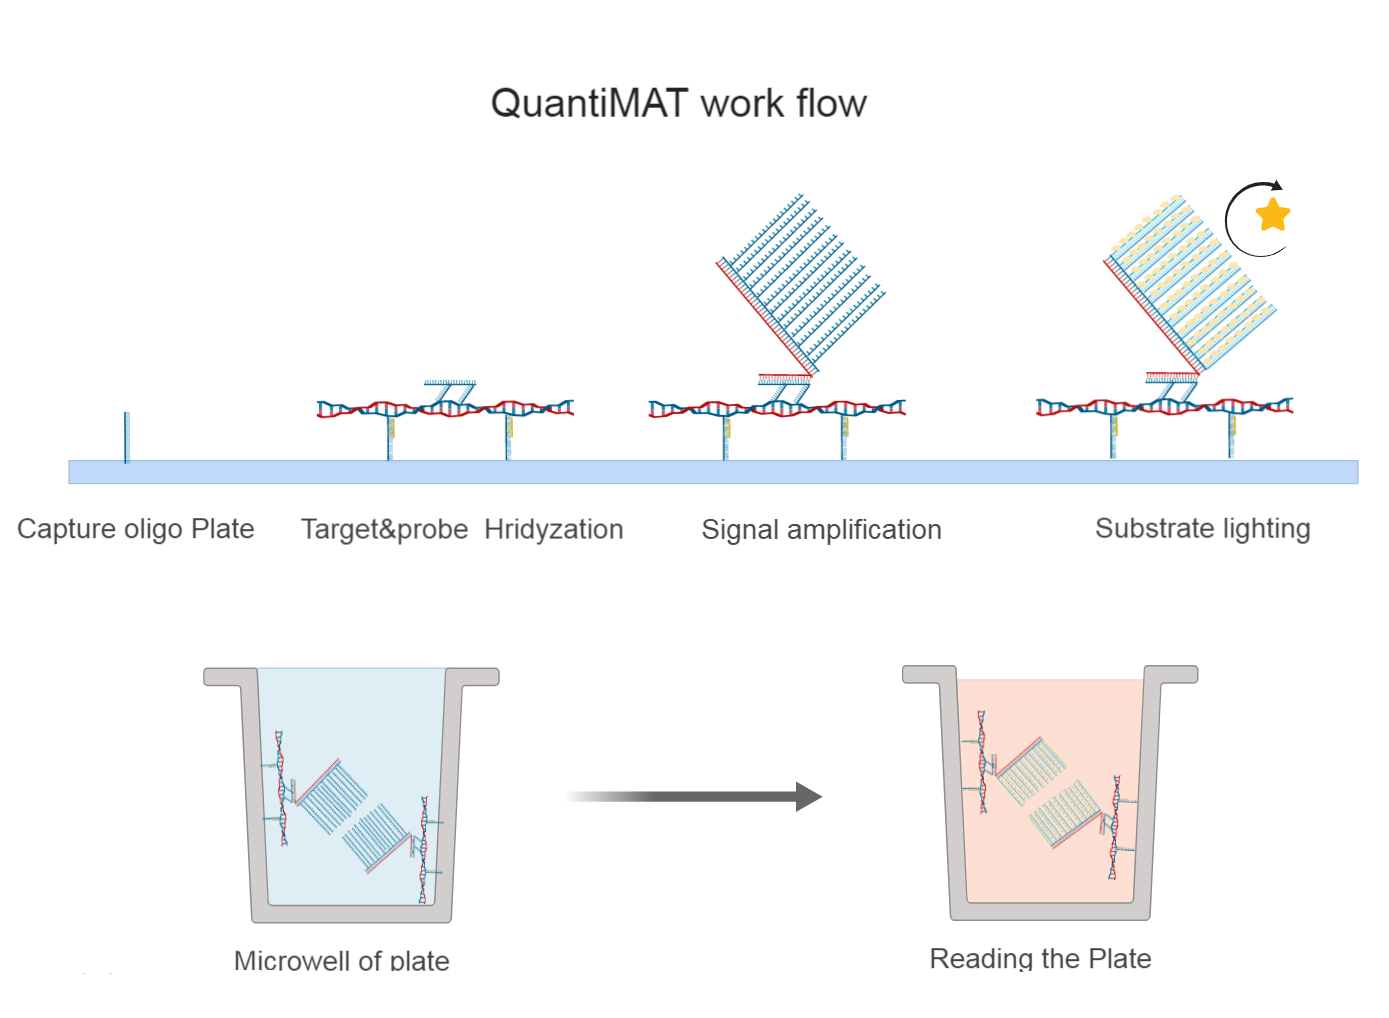 QuantiMAT work flow
Capture oligo Plate
Target&probe Hridyzation
Signal amplification
Substrate lighting
Microwell of plate
Reading the Plate